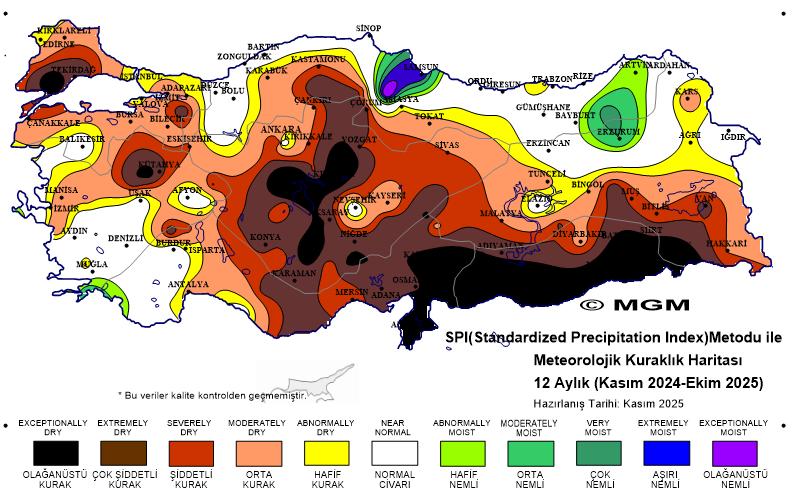 SİNOP
KIRKLARELİ
EDİRNE
BARTIN
ZONGULDAK
KASTAMONU
SAMSUN
TEKİRDAĞ
İSTANBUL
KARABÜK
ARTVİN
ARDAHAN
ORDU
GİRESUN
TRABZON
RİZE
DÜZCE
BOLU
ADAPAZARI
YALOVA
KARS
ÇANKIRI
ÇORUM
AMASYA
TOKAT
GÜMÜŞHANE
BAYBURT
ÇANAKKALE
BURSA
BİLECİK
ERZURUM
AĞRI
IĞDIR
ANKARA
KIRIKKALE
YOZGAT
SİVAS
ERZİNCAN
BALIKESİR
ESKİŞEHİR
KÜTAHYA
TUNCELİ
BİNGÖL
MUŞ
MANİSA
UŞAK
AFYON
NEVŞEHİR
KAYSERİ
ELAZIĞ
BİTLİS
VAN
İZMİR
MALATYA
AYDIN
DENİZLİ
BURDUR
ISPARTA
KONYA
NİĞDE
ADIYAMAN
DİYARBAKIR
SİİRT
HAKKARİ
MUĞLA
ANTALYA
KARAMAN
MERSİN
ADANA
© MGM
SPI(Standardized Precipitation Index)Metodu ile
Meteorolojik Kuraklık Haritası
12 Aylık (Kasım 2024-Ekim 2025)
Hazırlanış Tarihi: Kasım 2025
* Bu veriler kalite kontrolden geçmemiştir.
EXCEPTIONALLY DRY
EXTREMELY DRY
SEVERELY DRY
MODERATELY DRY
ABNORMALLY DRY
NEAR NORMAL
ABNORMALLY MOIST
MODERATELY MOIST
VERY MOIST
EXTREMELY MOIST
EXCEPTIONALLY MOIST
OLAĞANÜSTÜ KURAK
ÇOK ŞİDDETLİ KURAK
ŞİDDETLİ KURAK
ORTA KURAK
HAFİF KURAK
NORMAL CİVARI
HAFİF NEMLİ
ORTA NEMLİ
ÇOK NEMLİ
AŞIRI NEMLİ
OLAĞANÜSTÜ NEMLİ